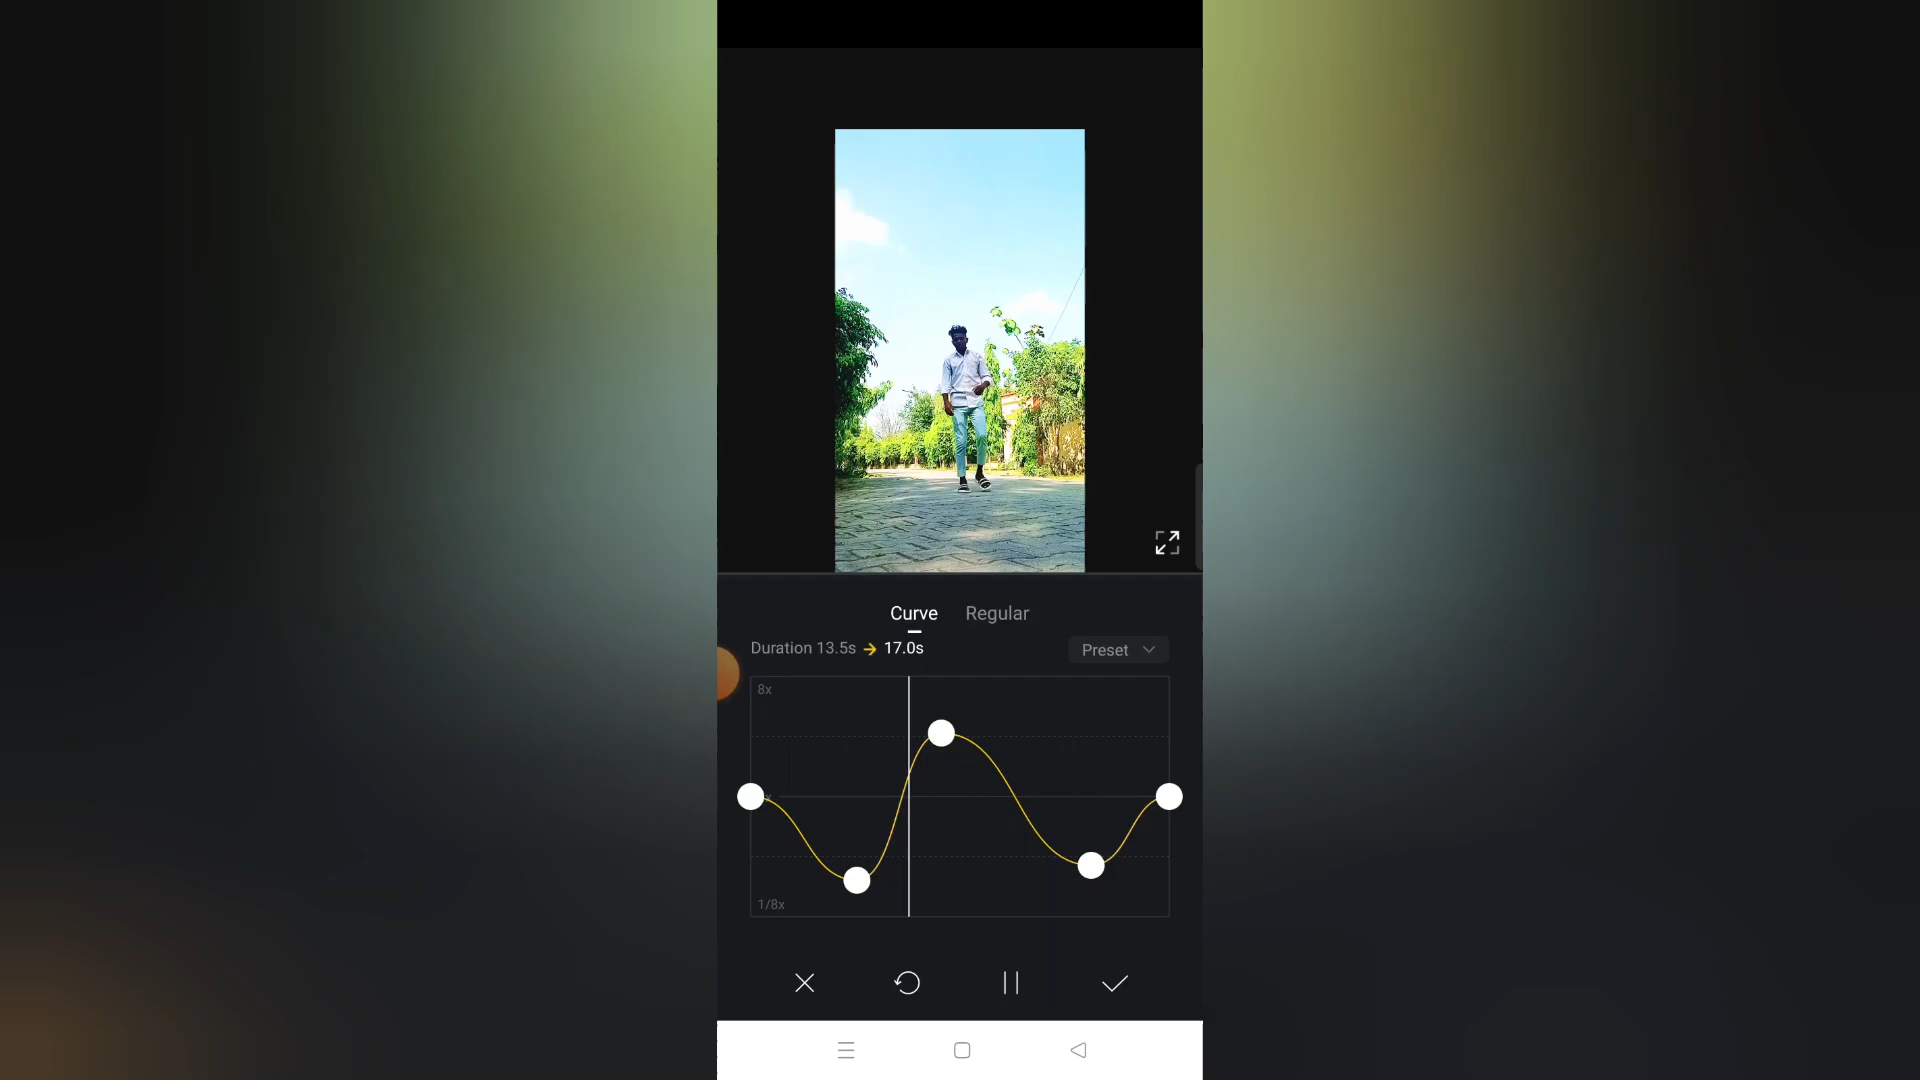 Curve Regular
Duration 13.5s → 17.0s
Preset
8x
1/8x